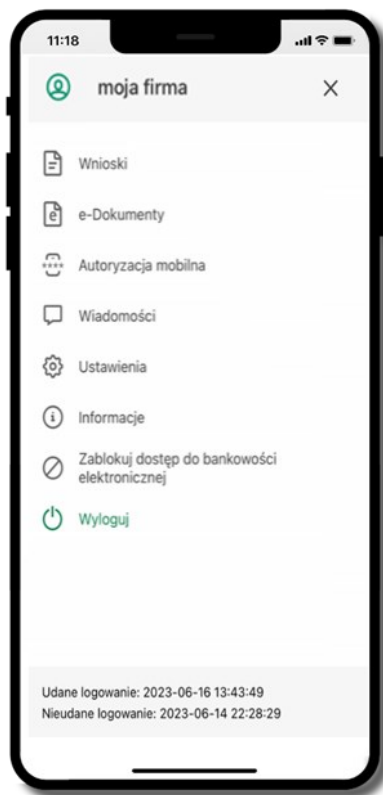 11:18
moja firma
Wnioski
e-Dokumenty
Autoryzacja mobilna
Wiadomości
Ustawienia
Informacje
Zablokuj dostęp do bankowości
elektronicznej
Wyloguj
Udane logowanie: 2023-06-16 13:43:49
Nieudane logowanie: 2023-06-14 22:28:29